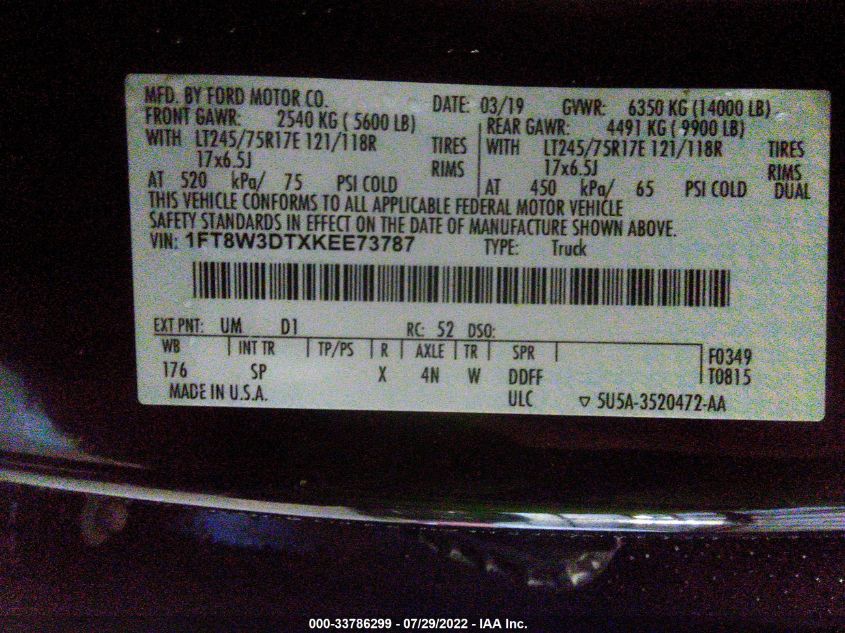 MFD. BY FORD MOTOR CO. DATE: 03/19 GVWR: 6350 KG (14000 LB)
FRONT GAWR: 2540 KG ( 5600 LB) REAR GAWR: 4491 KG ( 9900 LB)
WITH LT245/75R17E 121/118R TIRES WITH LT245/75R17E 121/118R TIRES
17x6.5J RIMS 17x6.5J RIMS
AT 520 kPa/ 75 PSI COLD AT 450 kPa/ 65 PSI COLD DUAL
THIS VEHICLE CONFORMS TO ALL APPLICABLE FEDERAL MOTOR VEHICLE
SAFETY STANDARDS IN EFFECT ON THE DATE OF MANUFACTURE SHOWN ABOVE.
VIN: 1FT8W3DTXKEE73787 TYPE: Truck
EXT PNT: UM D1 RC: 52 DSO:
WB INT TR TP/PS R AXLE TR SPR F0349
176 SP X 4N W DDFF T0815
MADE IN U.S.A. ULC ▽ 5U5A-3520472-AA
000-33786299 - 07/29/2022 - IAA Inc.